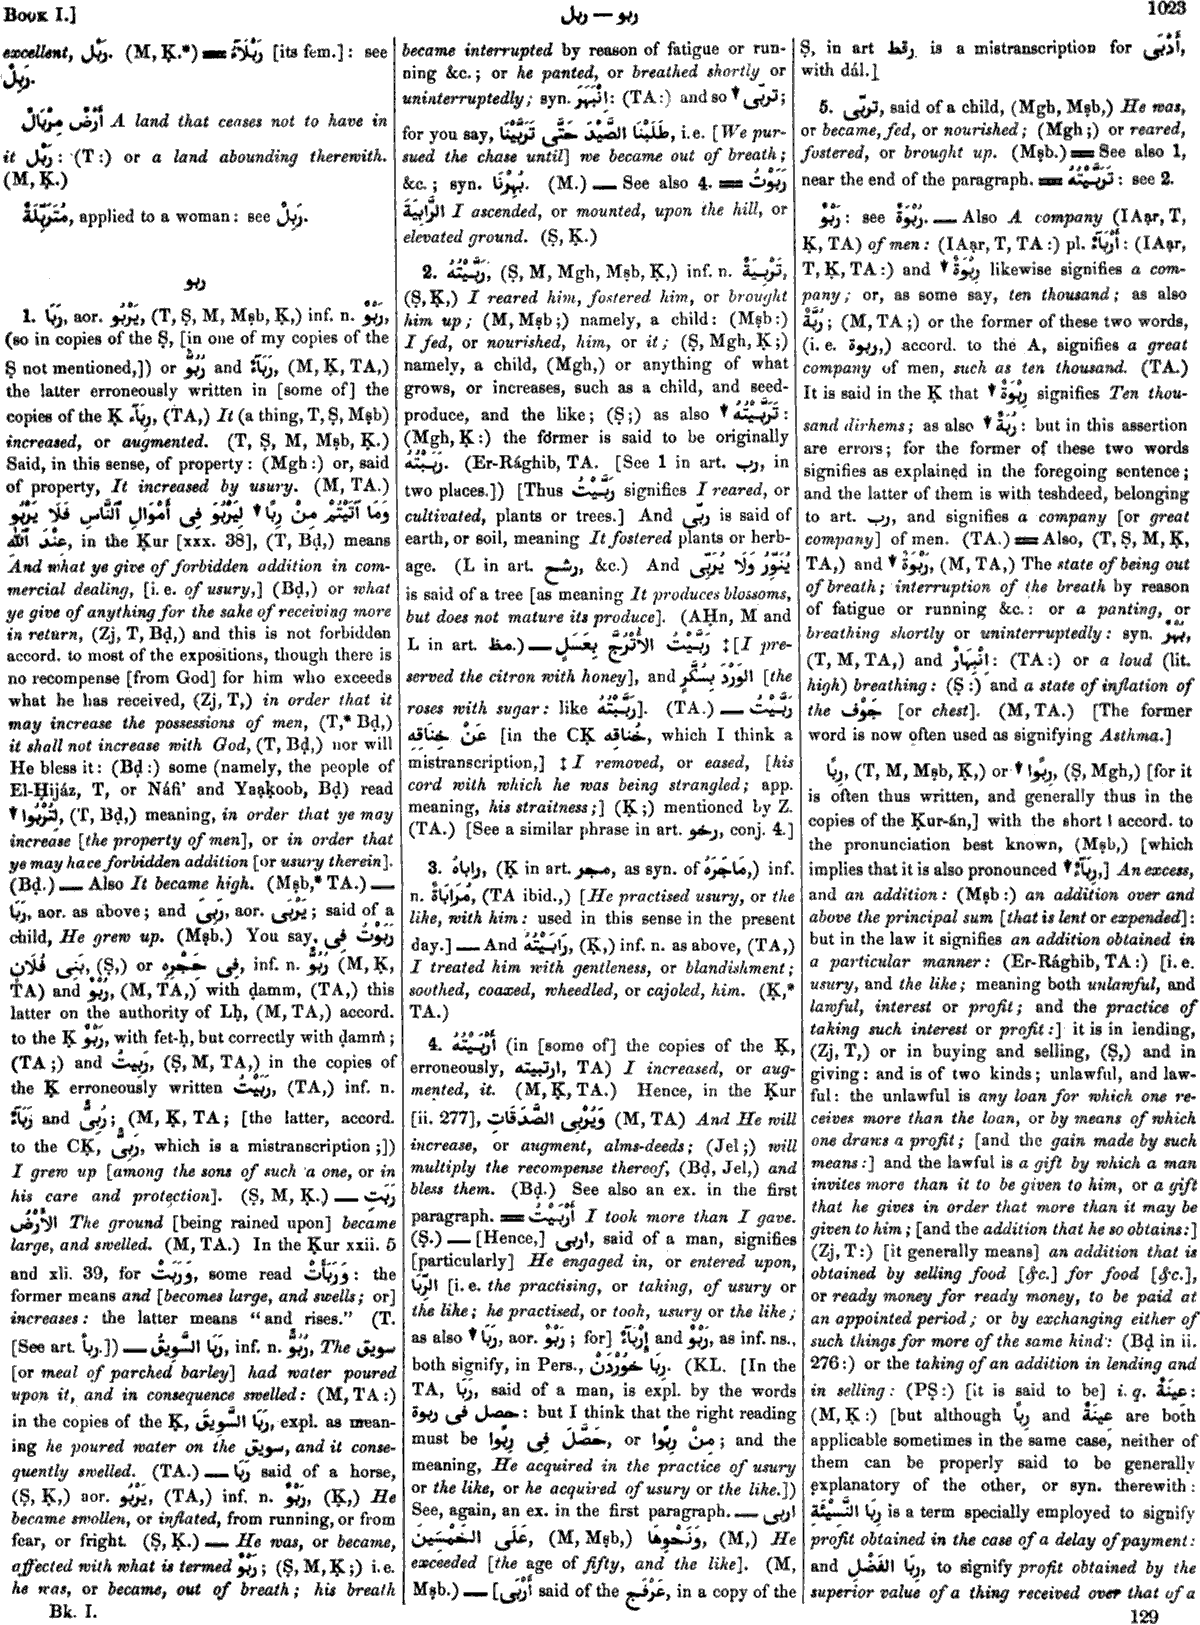 BOOK I.]
ربل — ربو
1023
excellent, رَبْل. (M, Ḳ.*) ‗‗ رَبْلَآءُ [its fem.]: see
رَبِلٌ.
أَرْضٌ مِرْبَالٌ A land that ceases not to have in
it رَبْل: (T:) or a land abounding therewith.
(M, Ḳ.)
مُتَرَبِّلَةٌ, applied to a woman: see رَبِلٌ.
ربو
1. رَبَا, aor. يَرْبُو, (T, Ṣ, M, Mṣb, Ḳ,) inf. n. رَبْوٌ,
(so in copies of the Ṣ, [in one of my copies of the
Ṣ not mentioned,]) or رُبُوٌّ and رَبَآءٌ, (M, Ḳ, TA,)
the latter erroneously written in [some of] the
copies of the Ḳ رِبَآء, (TA,) It (a thing, T, Ṣ, Mṣb)
increased, or augmented. (T, Ṣ, M, Mṣb, Ḳ.)
Said, in this sense, of property: (Mgh:) or, said
of property, It increased by usury. (M, TA.)
وَمَا آتَيْتُمْ مِنْ رِبًا ▾ لِيَرْبُوَ فِى أَمْوَالِ ٱلنَّاسِ فَلَا يَرْبُو
عِنْدَ ٱللّٰهِ, in the Ḳur [xxx. 38], (T, Bḍ,) means
And what ye give of forbidden addition in com-
mercial dealing, [i. e. of usury,] (Bḍ,) or what
ye give of anything for the sake of receiving more
in return, (Zj, T, Bḍ,) and this is not forbidden
accord. to most of the expositions, though there is
no recompense [from God] for him who exceeds
what he has received, (Zj, T,) in order that it
may increase the possessions of men, (T,* Bḍ,)
it shall not increase with God, (T, Bḍ,) nor will
He bless it: (Bḍ:) some (namely, the people of
El-Ḥijáz, T, or Náfi' and Yaạḳoob, Bḍ) read
▾ لِتُرْبُوا, (T, Bḍ,) meaning, in order that ye may
increase [the property of men], or in order that
ye may have forbidden addition [or usury therein].
(Bḍ.) — Also It became high. (Mṣb,* TA.) —
رَبَا, aor. as above; and رَبِىَ, aor. يَرْبَى; said of a
child, He grew up. (Mṣb.) You say, رَبَوْتُ فِى
بَنِى فُلَانٍ, (Ṣ,) or فِى حَجْرِهِ, inf. n. رُبُوٌّ (M, Ḳ,
TA) and رُبْوٌ, (M, TA,) with ḍamm, (TA,) this
latter on the authority of Lḥ, (M, TA,) accord.
to the Ḳ رَبْوٌ, with fet-ḥ, but correctly with ḍamm;
(TA;) and رَبِيتُ, (Ṣ, M, TA,) in the copies of
the Ḳ erroneously written رَبَيْتُ, (TA,) inf. n.
رَبَآءٌ and رُبِىٌّ; (M, Ḳ, TA; [the latter, accord.
to the CḲ, رَبْىٌ, which is a mistranscription;])
I grew up [among the sons of such a one, or in
his care and protection]. (Ṣ, M, Ḳ.) — رَبَتِ
الأَرْضُ The ground [being rained upon] became
large, and swelled. (M, TA.) In the Ḳur xxii. 5
and xli. 39, for وَرَبَتْ, some read وَرَبَأَتْ: the
former means and [becomes large, and swells; or]
increases: the latter means "and rises." (T.
[See art. ربأ.]) — رَبَا السَّوِيقُ, inf. n. رُبُوٌّ, The سويق
[or meal of parched barley] had water poured
upon it, and in consequence swelled: (M, TA:)
in the copies of the Ḳ, رَبَا السَّوِيقَ, expl. as mean-
ing he poured water on the سويق, and it conse-
quently swelled. (TA.) — رَبَا said of a horse,
(Ṣ, Ḳ,) aor. يَرْبُو, (TA,) inf. n. رَبْوٌ, (Ḳ,) He
became swollen, or inflated, from running, or from
fear, or fright. (Ṣ, Ḳ.) — He was, or became,
affected with what is termed رَبْو; (Ṣ, M, Ḳ;) i.e.
he was, or became, out of breath; his breath
Bk. I.
became interrupted by reason of fatigue or run-
ning &c.; or he panted, or breathed shortly or
uninterruptedly; syn. اِنْبَهَرَ: (TA:) and so ▾ تربّى;
for you say, طَلَبْنَا الصَّيْدَ حَتَّى تَرَبَّيْنَا, i.e. [We pur-
sued the chase until] we became out of breath;
&c.; syn. بُهِرْنَا. (M.) — See also 4. ‗‗ رَبَوْتُ
الرَّابِيَةَ I ascended, or mounted, upon the hill, or
elevated ground. (Ṣ, Ḳ.)
2. رَبَّيْتُهُ, (Ṣ, M, Mgh, Mṣb, Ḳ,) inf. n. تَرْبِيَةٌ,
(Ṣ, Ḳ,) I reared him, fostered him, or brought
him up; (M, Mṣb;) namely, a child: (Mṣb:)
I fed, or nourished, him, or it; (Ṣ, Mgh, Ḳ;)
namely, a child, (Mgh,) or anything of what
grows, or increases, such as a child, and seed-
produce, and the like; (Ṣ;) as also ▾ تَرَبَّيْتُهُ:
(Mgh, Ḳ:) the former is said to be originally
رَبَّبْتُهُ. (Er-Rághib, TA. [See 1 in art. رب, in
two places.]) [Thus رَبَّيْتُ signifies I reared, or
cultivated, plants or trees.] And رَبَّى is said of
earth, or soil, meaning It fostered plants or herb-
age. (L in art. رشح, &c.) And يُنَوِّرُ وَلَا يُرَبِّى
is said of a tree [as meaning It produces blossoms,
but does not mature its produce]. (AḤn, M and
L in art. مظ.) — رَبَّيْتُ الأُتْرُجَّ بِعَسَلٍ ‡ [I pre-
served the citron with honey], and الوَرْدَ بِسُكَّرٍ [the
roses with sugar: like رَبَّبْتُهُ]. (TA.) — رَبَّيْتُ
عَنْ خِنَاقِهِ [in the CḲ خُناقِه, which I think a
mistranscription,] ‡ I removed, or eased, [his
cord with which he was being strangled; app.
meaning, his straitness;] (Ḳ;) mentioned by Z.
(TA.) [See a similar phrase in art. رخو, conj. 4.]
3. راباهُ, (Ḳ in art. مجر, as syn. of مَاجَرَهُ,) inf.
n. مُرَابَاةٌ, (TA ibid.,) [He practised usury, or the
like, with him: used in this sense in the present
day.] — And رَابَيْتُهُ, (Ḳ,) inf. n. as above, (TA,)
I treated him with gentleness, or blandishment;
soothed, coaxed, wheedled, or cajoled, him. (Ḳ,*
TA.)
4. أَرْبَيْتُهُ (in [some of] the copies of the Ḳ,
erroneously, ارتبيته, TA) I increased, or aug-
mented, it. (M, Ḳ, TA.) Hence, in the Ḳur
[ii. 277], وَيُرْبِى الصَّدَقَاتِ (M, TA) And He will
increase, or augment, alms-deeds; (Jel;) will
multiply the recompense thereof, (Bḍ, Jel,) and
bless them. (Bḍ.) See also an ex. in the first
paragraph. ‗‗ أَرْبَيْتُ I took more than I gave.
(Ṣ.) — [Hence,] اربى, said of a man, signifies
[particularly] He engaged in, or entered upon,
الرِّبَا [i. e. the practising, or taking, of usury or
the like; he practised, or took, usury or the like;
as also ▾ رَبَا, aor. رَبْوٌ; for] إِرْبَآءٌ and رَبْوٌ, as inf. ns.,
both signify, in Pers., رِبَا خَوُرْدَنْ. (KL. [In the
TA, رَبَا, said of a man, is expl. by the words
حصل فى ربوة: but I think that the right reading
must be حَصَّلَ فِى رِبُوا, or مِنْ رِبُوا; and the
meaning, He acquired in the practice of usury
or the like, or he acquired of usury or the like.])
See, again, an ex. in the first paragraph. — اربى
عَلَى الخَمْسِينَ, (M, Mṣb,) وَنَحْوِهَا, (M,) He
exceeded [the age of fifty, and the like]. (M,
Mṣb.) — [أَرْبَى said of the عَرْفَج, in a copy of the
Ṣ, in art رقط. is a mistranscription for أَدْبَى,
with dál.]
5. تربّى, said of a child, (Mgh, Mṣb,) He was,
or became, fed, or nourished; (Mgh;) or reared,
fostered, or brought up. (Mṣb.) ‗‗ See also 1,
near the end of the paragraph. ‗‗ تَرَبَّيْتُهُ: see 2.
رَبْوٌ: see رَبْوَةٌ. — Also A company (IAạr, T,
Ḳ, TA) of men: (IAạr, T, TA:) pl. أَرْبَآءٌ: (IAạr,
T, Ḳ, TA:) and ▾ رِبْوَةٌ likewise signifies a com-
pany; or, as some say, ten thousand; as also
رُبَّةٌ; (M, TA;) or the former of these two words,
(i. e. ربوة,) accord. to the A, signifies a great
company of men, such as ten thousand. (TA.)
It is said in the Ḳ that ▾ رِبْوَةٌ signifies Ten thou-
sand dirhems; as also ▾ رُبَةٌ: but in this assertion
are errors; for the former of these two words
signifies as explained in the foregoing sentence;
and the latter of them is with teshdeed, belonging
to art. رب, and signifies a company [or great
company] of men. (TA.) ‗‗ Also, (T, Ṣ, M, Ḳ,
TA,) and ▾ رَبْوَةٌ, (M, TA,) The state of being out
of breath; interruption of the breath by reason
of fatigue or running &c.: or a panting, or
breathing shortly or uninterruptedly: syn. بُهْرٌ,
(T, M, TA,) and اِنْبِهَارٌ: (TA:) or a loud (lit.
high) breathing: (Ṣ:) and a state of inflation of
the جَوْف [or chest]. (M, TA.) [The former
word is now often used as signifying Asthma.]
رِبًا, (T, M, Mṣb, Ḳ,) or ▾ رِبُوا, (Ṣ, Mgh,) [for it
is often thus written, and generally thus in the
copies of the Ḳur-án,] with the short ا accord. to
the pronunciation best known, (Mṣb,) [which
implies that it is also pronounced ▾ رِبَآءٌ,] An excess,
and an addition: (Mṣb:) an addition over and
above the principal sum [that is lent or expended]:
but in the law it signifies an addition obtained in
a particular manner: (Er-Rághib, TA:) [i. e.
usury, and the like; meaning both unlawful, and
lawful, interest or profit; and the practice of
taking such interest or profit:] it is in lending,
(Zj, T,) or in buying and selling, (Ṣ,) and in
giving: and is of two kinds; unlawful, and law-
ful: the unlawful is any loan for which one re-
ceives more than the loan, or by means of which
one draws a profit; [and the gain made by such
means:] and the lawful is a gift by which a man
invites more than it to be given to him, or a gift
that he gives in order that more than it may be
given to him; [and the addition that he so obtains:]
(Zj, T:) [it generally means] an addition that is
obtained by selling food [&c.] for food [&c.],
or ready money for ready money, to be paid at
an appointed period; or by exchanging either of
such things for more of the same kind: (Bḍ in ii.
276:) or the taking of an addition in lending and
in selling: (PṢ:) [it is said to be] i. q. عِينَةٌ:
(M, Ḳ:) [but although رِبًا and عِينَةٌ are both
applicable sometimes in the same case, neither of
them can be properly said to be generally
explanatory of the other, or syn. therewith:
رِبَا النَّسِيْئَةِ is a term specially employed to signify
profit obtained in the case of a delay of payment:
and رِبَا الفَضْلِ, to signify profit obtained by the
superior value of a thing received over that of a
129